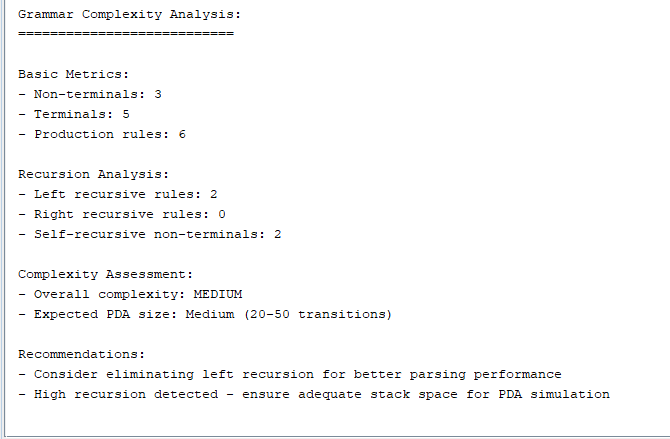 Grammar Complexity Analysis:
===========================
Basic Metrics:
- Non-terminals: 3
- Terminals: 5
- Production rules: 6
Recursion Analysis:
- Left recursive rules: 2
- Right recursive rules: 0
- Self-recursive non-terminals: 2
Complexity Assessment:
- Overall complexity: MEDIUM
- Expected PDA size: Medium (20-50 transitions)
Recommendations:
- Consider eliminating left recursion for better parsing performance
- High recursion detected - ensure adequate stack space for PDA simulation